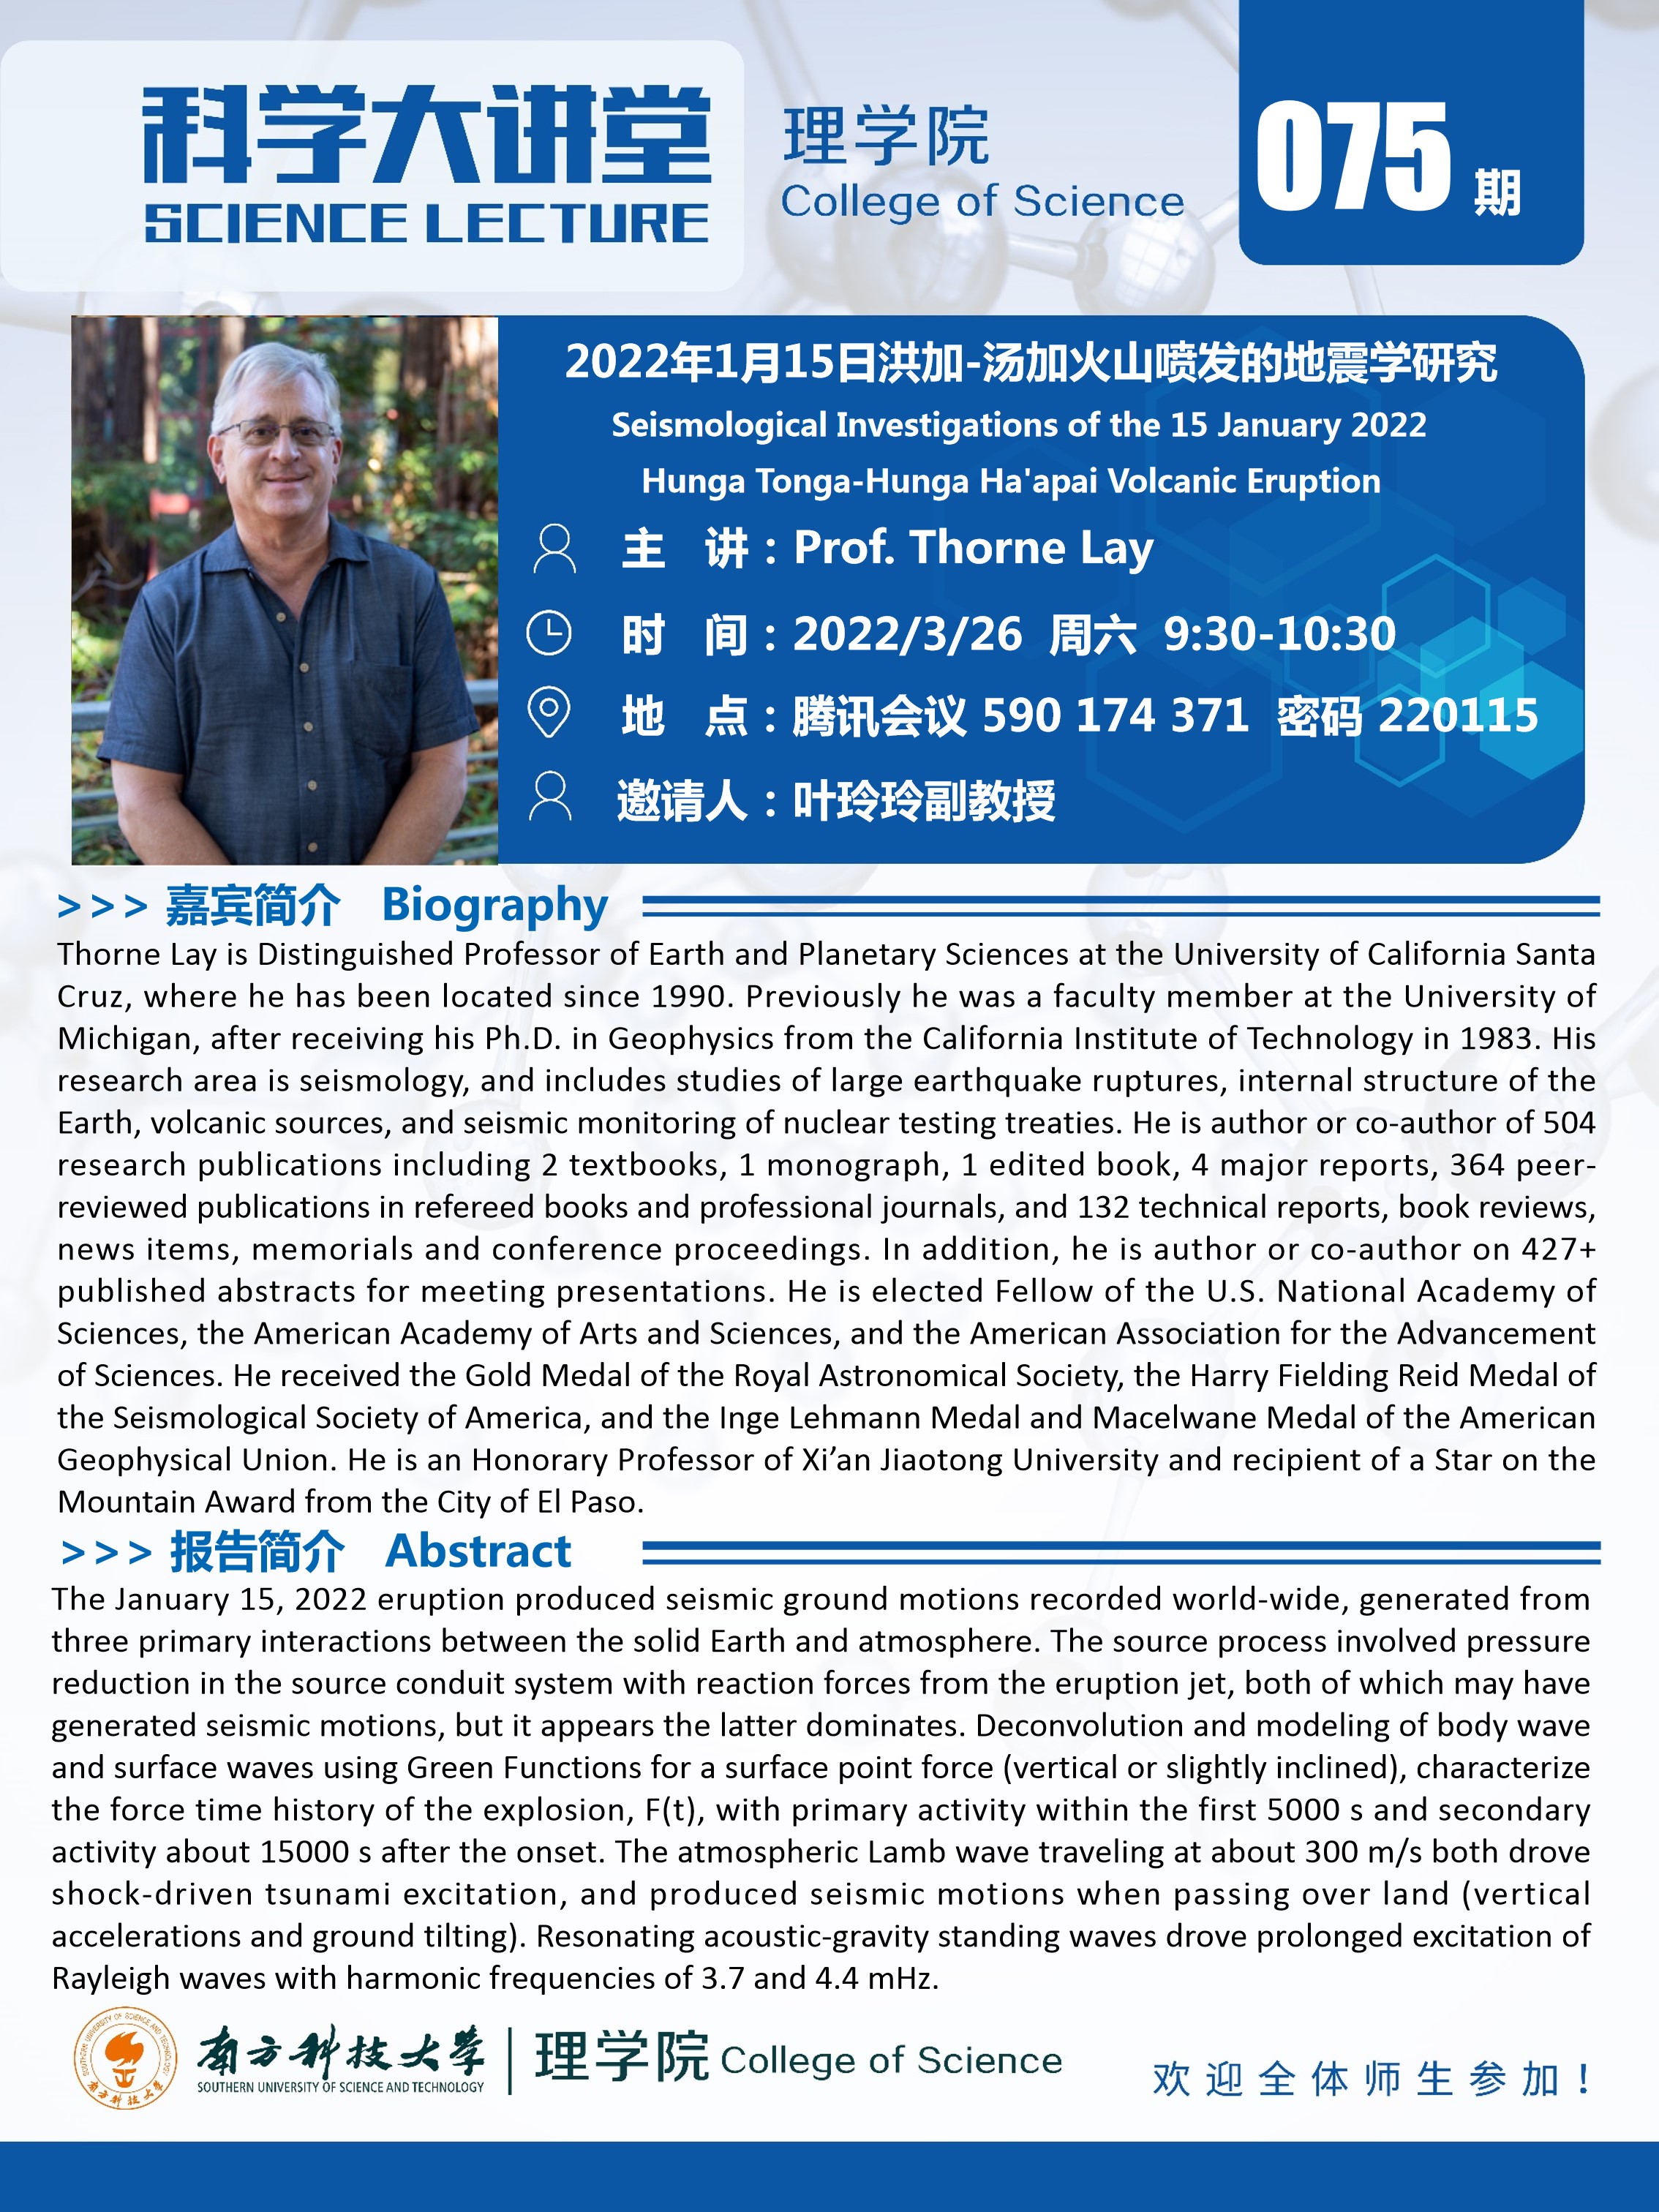 科学大讲堂
SCIENCE LECTURE
理学院
College of Science
075 期
2022年1月15日洪加-汤加火山喷发的地震学研究
Seismological Investigations of the 15 January 2022
Hunga Tonga-Hunga Ha'apai Volcanic Eruption
主 讲：Prof. Thorne Lay
时 间：2022/3/26 周六 9:30-10:30
地 点：腾讯会议 590 174 371 密码 220115
邀请人：叶玲玲副教授
>>> 嘉宾简介 Biography
Thorne Lay is Distinguished Professor of Earth and Planetary Sciences at the University of California Santa
Cruz, where he has been located since 1990. Previously he was a faculty member at the University of
Michigan, after receiving his Ph.D. in Geophysics from the California Institute of Technology in 1983. His
research area is seismology, and includes studies of large earthquake ruptures, internal structure of the
Earth, volcanic sources, and seismic monitoring of nuclear testing treaties. He is author or co-author of 504
research publications including 2 textbooks, 1 monograph, 1 edited book, 4 major reports, 364 peer-
reviewed publications in refereed books and professional journals, and 132 technical reports, book reviews,
news items, memorials and conference proceedings. In addition, he is author or co-author on 427+
published abstracts for meeting presentations. He is elected Fellow of the U.S. National Academy of
Sciences, the American Academy of Arts and Sciences, and the American Association for the Advancement
of Sciences. He received the Gold Medal of the Royal Astronomical Society, the Harry Fielding Reid Medal of
the Seismological Society of America, and the Inge Lehmann Medal and Macelwane Medal of the American
Geophysical Union. He is an Honorary Professor of Xi’an Jiaotong University and recipient of a Star on the
Mountain Award from the City of El Paso.
>>> 报告简介 Abstract
The January 15, 2022 eruption produced seismic ground motions recorded world-wide, generated from
three primary interactions between the solid Earth and atmosphere. The source process involved pressure
reduction in the source conduit system with reaction forces from the eruption jet, both of which may have
generated seismic motions, but it appears the latter dominates. Deconvolution and modeling of body wave
and surface waves using Green Functions for a surface point force (vertical or slightly inclined), characterize
the force time history of the explosion, F(t), with primary activity within the first 5000 s and secondary
activity about 15000 s after the onset. The atmospheric Lamb wave traveling at about 300 m/s both drove
shock-driven tsunami excitation, and produced seismic motions when passing over land (vertical
accelerations and ground tilting). Resonating acoustic-gravity standing waves drove prolonged excitation of
Rayleigh waves with harmonic frequencies of 3.7 and 4.4 mHz.
SOUTHERN UNIVERSITY OF SCIENCE AND TECHNOLOGY
南方科技大学
南方科技大学
SOUTHERN UNIVERSITY OF SCIENCE AND TECHNOLOGY
理学院 College of Science
欢迎全体师生参加！